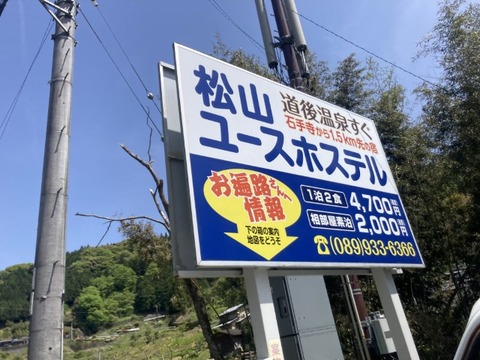 松山
道後温泉すぐ
石手寺から1.5km先の宿
ユースホステル
お遍路さんへ
情報
下の箱の案内
地図をどうぞ
1泊2食 4,700円
相部屋素泊 2,000円
☎(089)933-6366